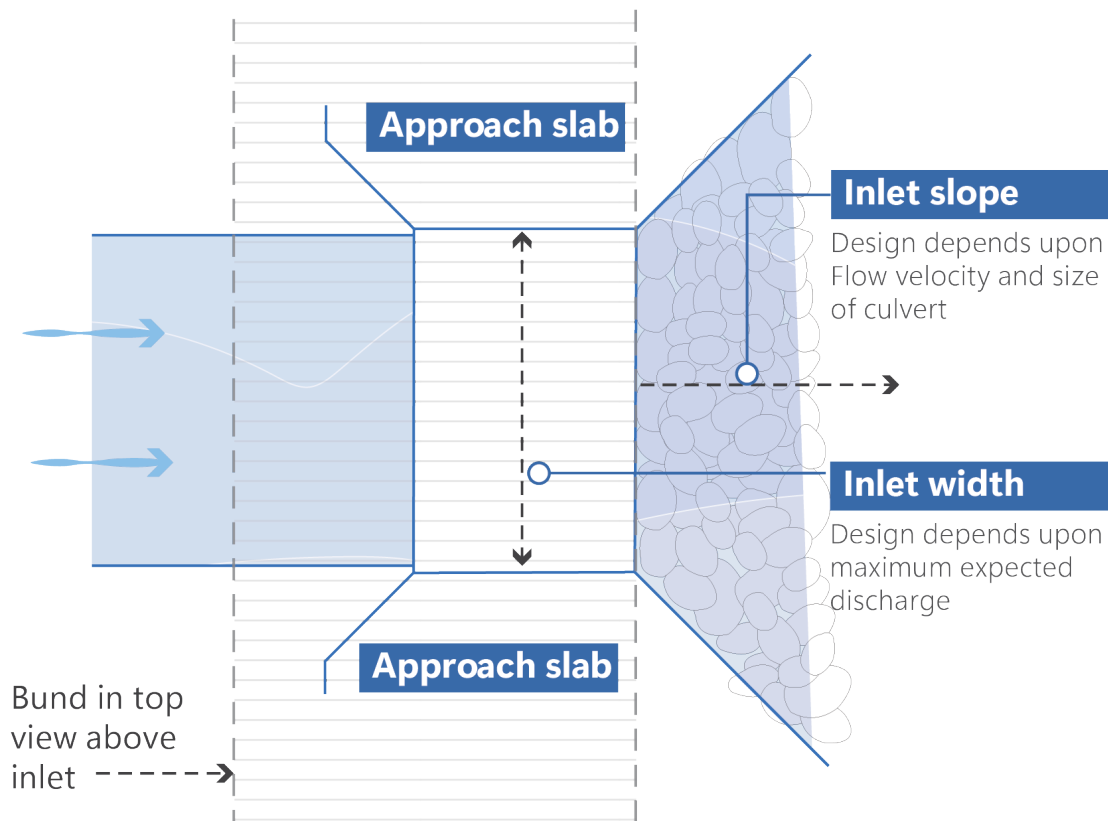 Approach slab
Inlet slope
Design depends upon
Flow velocity and size
of culvert
Inlet width
Design depends upon
maximum expected
discharge
Approach slab
Bund in top
view above
inlet